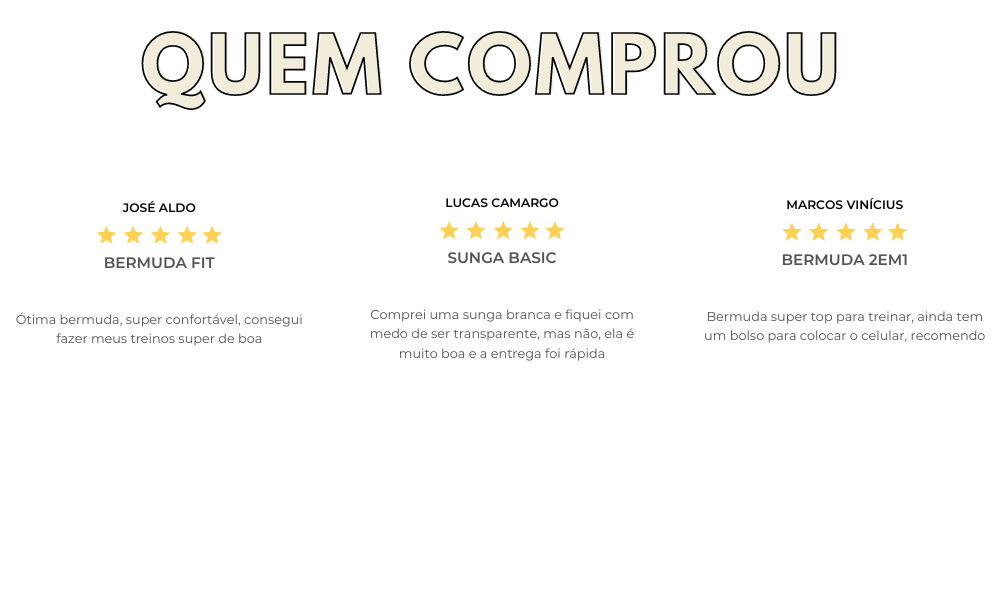 QUEM COMPROU
JOSÉ ALDO
BERMUDA FIT
Ótima bermuda, super confortável, consegui
fazer meus treinos super de boa
LUCAS CAMARGO
SUNGA BASIC
Comprei uma sunga branca e fiquei com
medo de ser transparente, mas não, ela é
muito boa e a entrega foi rápida
MARCOS VINÍCIUS
BERMUDA 2EM1
Bermuda super top para treinar, ainda tem
um bolso para colocar o celular, recomendo